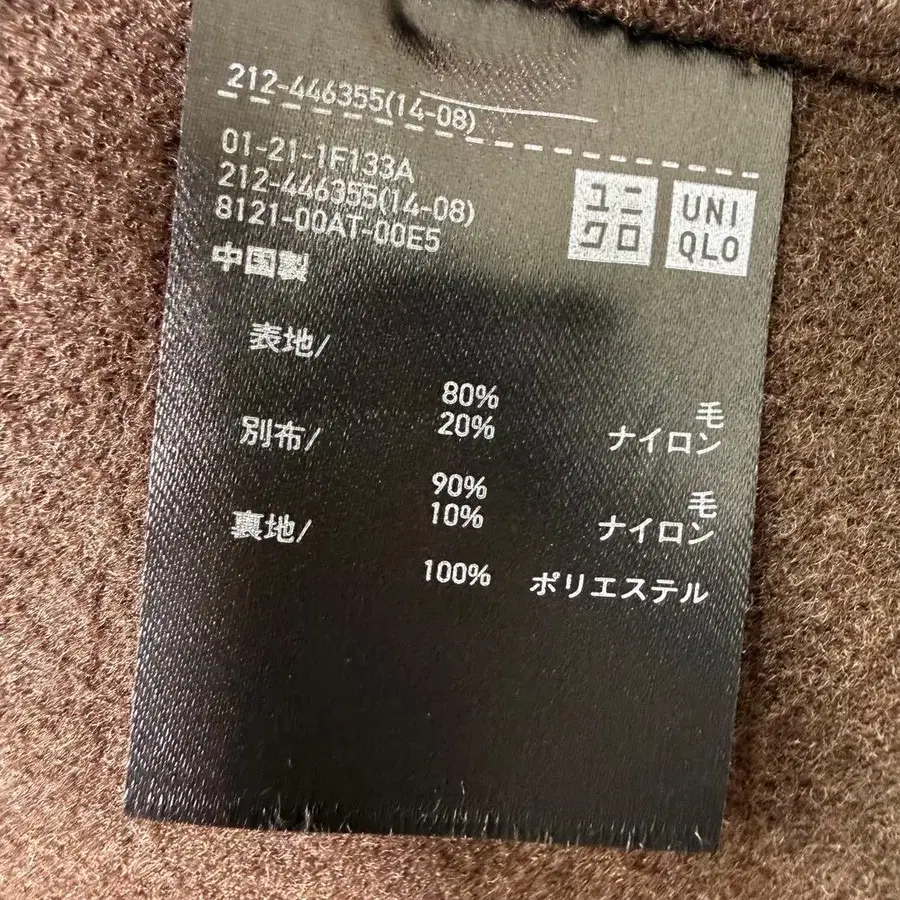 212-446355(14-08)
01-21-1F133A
212-446355(14-08)
8121-00AT-00E5
中国製
ユニ
クロ
UNI
QLO
表地/
80% 毛
20% ナイロン
別布/
90% 毛
10% ナイロン
裏地/
100% ポリエステル